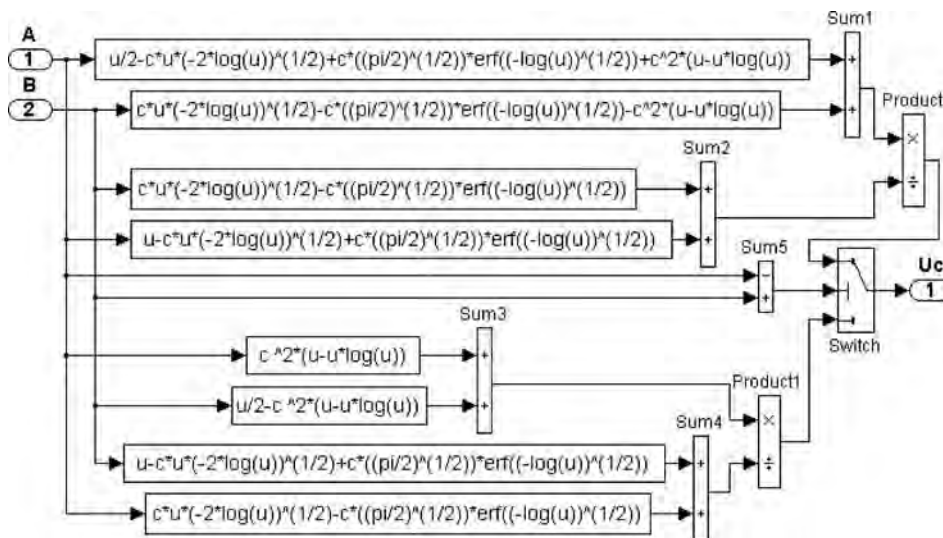 A
1
u/2-c*u*(-2*log(u))^(1/2)+c*((pi/2)^(1/2))*erf((-log(u))^(1/2))+c^2*(u-u*log(u))
Sum1
+
+
B
2
c*u*(-2*log(u))^(1/2)-c*((pi/2)^(1/2))*erf((-log(u))^(1/2))-c^2*(u-u*log(u))
Product
×
÷
Sum2
c*u*(-2*log(u))^(1/2)-c*((pi/2)^(1/2))*erf((-log(u))^(1/2))
+
u-c*u*(-2*log(u))^(1/2)+c*((pi/2)^(1/2))*erf((-log(u))^(1/2))
+
Sum5
−
+
Uc
1
Switch
Sum3
c ^2*(u-u*log(u))
+
u/2-c ^2*(u-u*log(u))
+
Product1
×
÷
Sum4
u-c*u*(-2*log(u))^(1/2)+c*((pi/2)^(1/2))*erf((-log(u))^(1/2))
+
c*u*(-2*log(u))^(1/2)-c*((pi/2)^(1/2))*erf((-log(u))^(1/2))
+